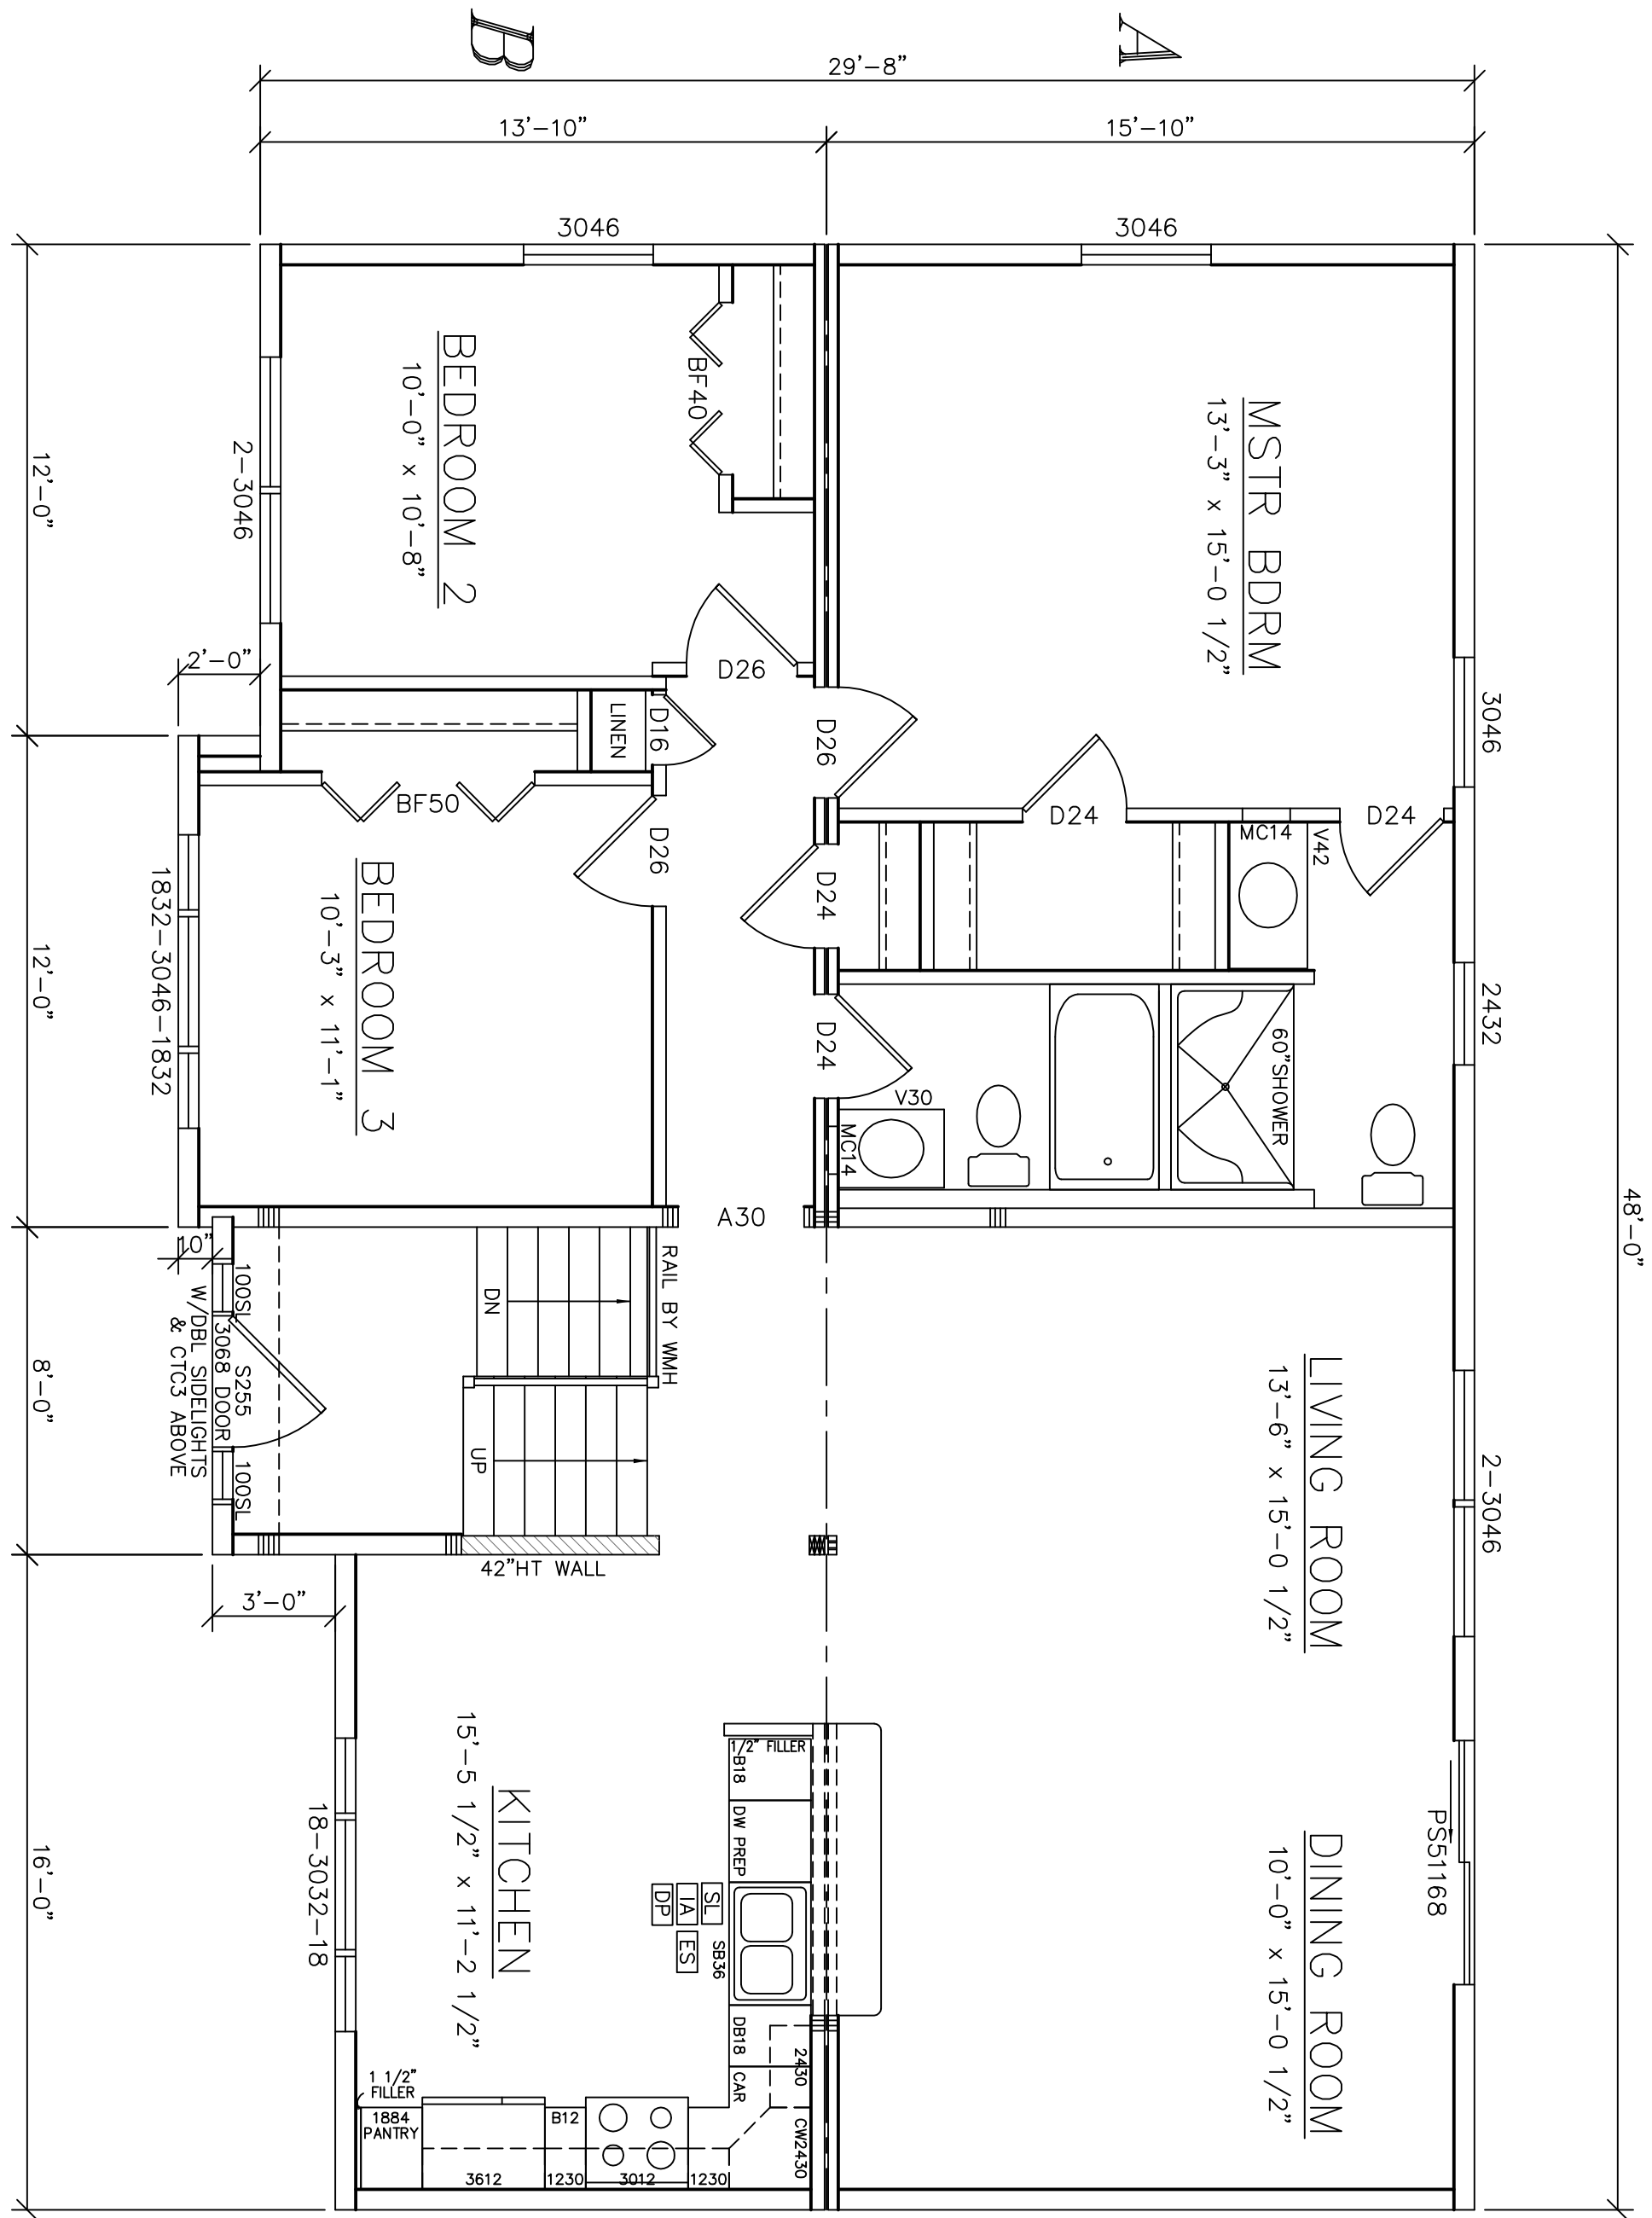 B
A
29'-8"
13'-10"
15'-10"
3046
3046
MSTR BDRM
13'-3" x 15'-0 1/2"
BEDROOM 2
10'-0" x 10'-8"
BF40
2-3046
12'-0"
2'-0"
D26
D16
LINEN
D26
3046
D24
D24
MC14
V42
BF50
D26
D24
BEDROOM 3
10'-3" x 11'-1"
1832-3046-1832
12'-0"
D24
2432
60"SHOWER
V30
MC14
A30
48'-0"
10"
100SL
S255
3068 DOOR
W/DBL SIDELIGHTS
& CTC3 ABOVE
100SL
8'-0"
DN
RAIL BY WMH
UP
42"HT WALL
3'-0"
LIVING ROOM
13'-6" x 15'-0 1/2"
2-3046
PS51168
DINING ROOM
10'-0" x 15'-0 1/2"
KITCHEN
15'-5 1/2" x 11'-2 1/2"
18-3032-18
16'-0"
1/2" FILLER
B18
DW PREP
SL
IA
DP
ES
SB36
DB18
CAR
2430
CW2430
1 1/2"
FILLER
1884
PANTRY
B12
3612
1230
3012
1230